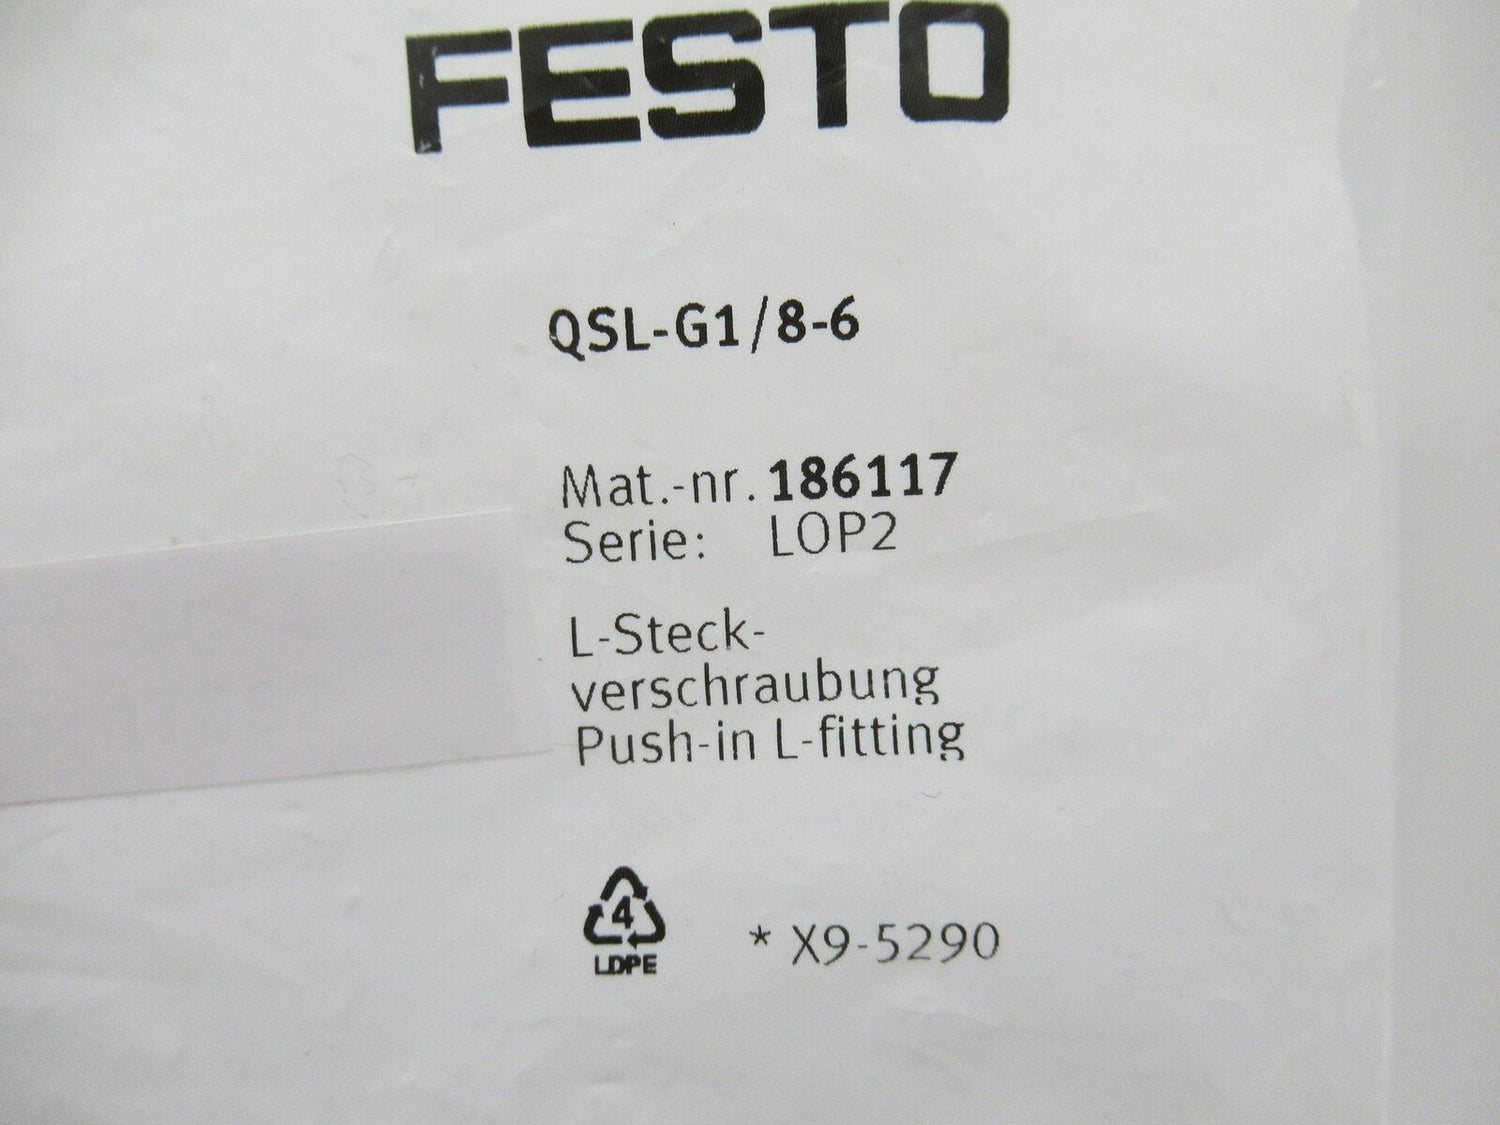 FESTO
QSL-G1/8-6
Mat.-nr. 186117
Serie: LOP2
L-Steck-
verschraubung
Push-in L-fitting
4
LDPE
* X9-5290